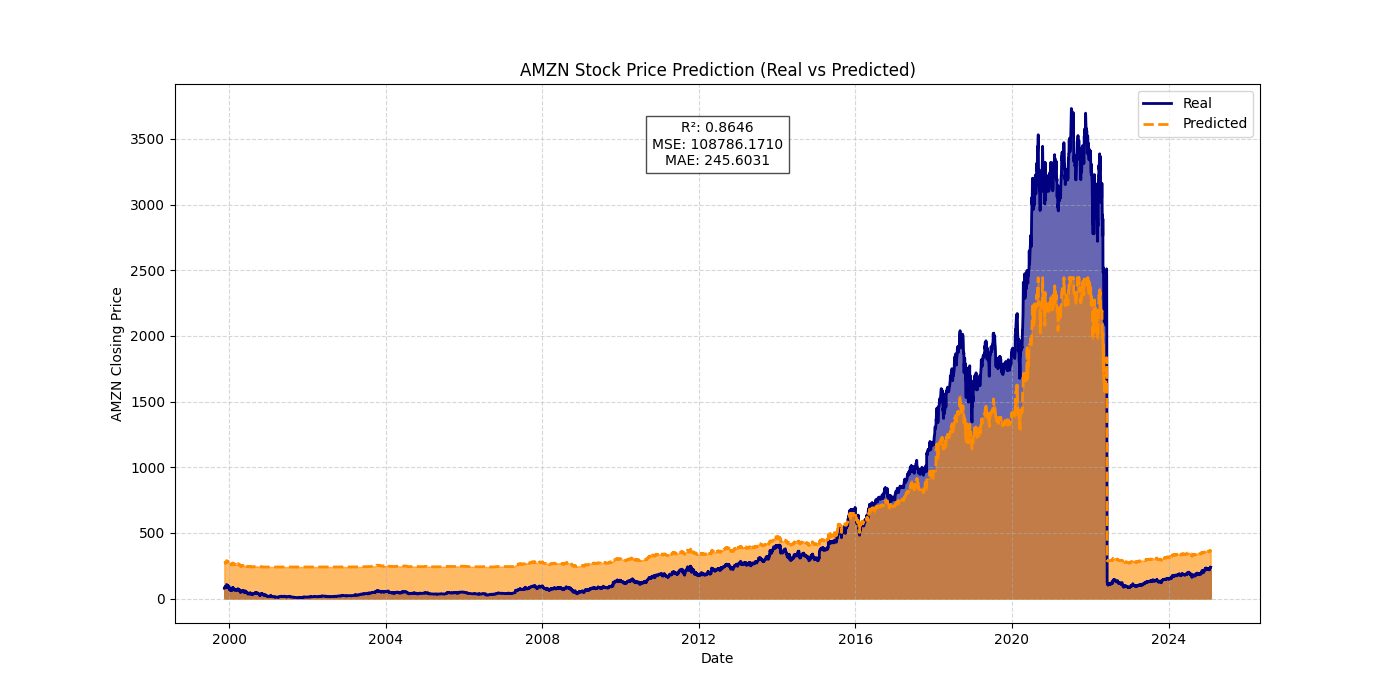 AMZN Stock Price Prediction (Real vs Predicted)
R²: 0.8646
MSE: 108786.1710
MAE: 245.6031
Real
Predicted
AMZN Closing Price
3500
3000
2500
2000
1500
1000
500
0
2000
2004
2008
2012
2016
2020
2024
Date